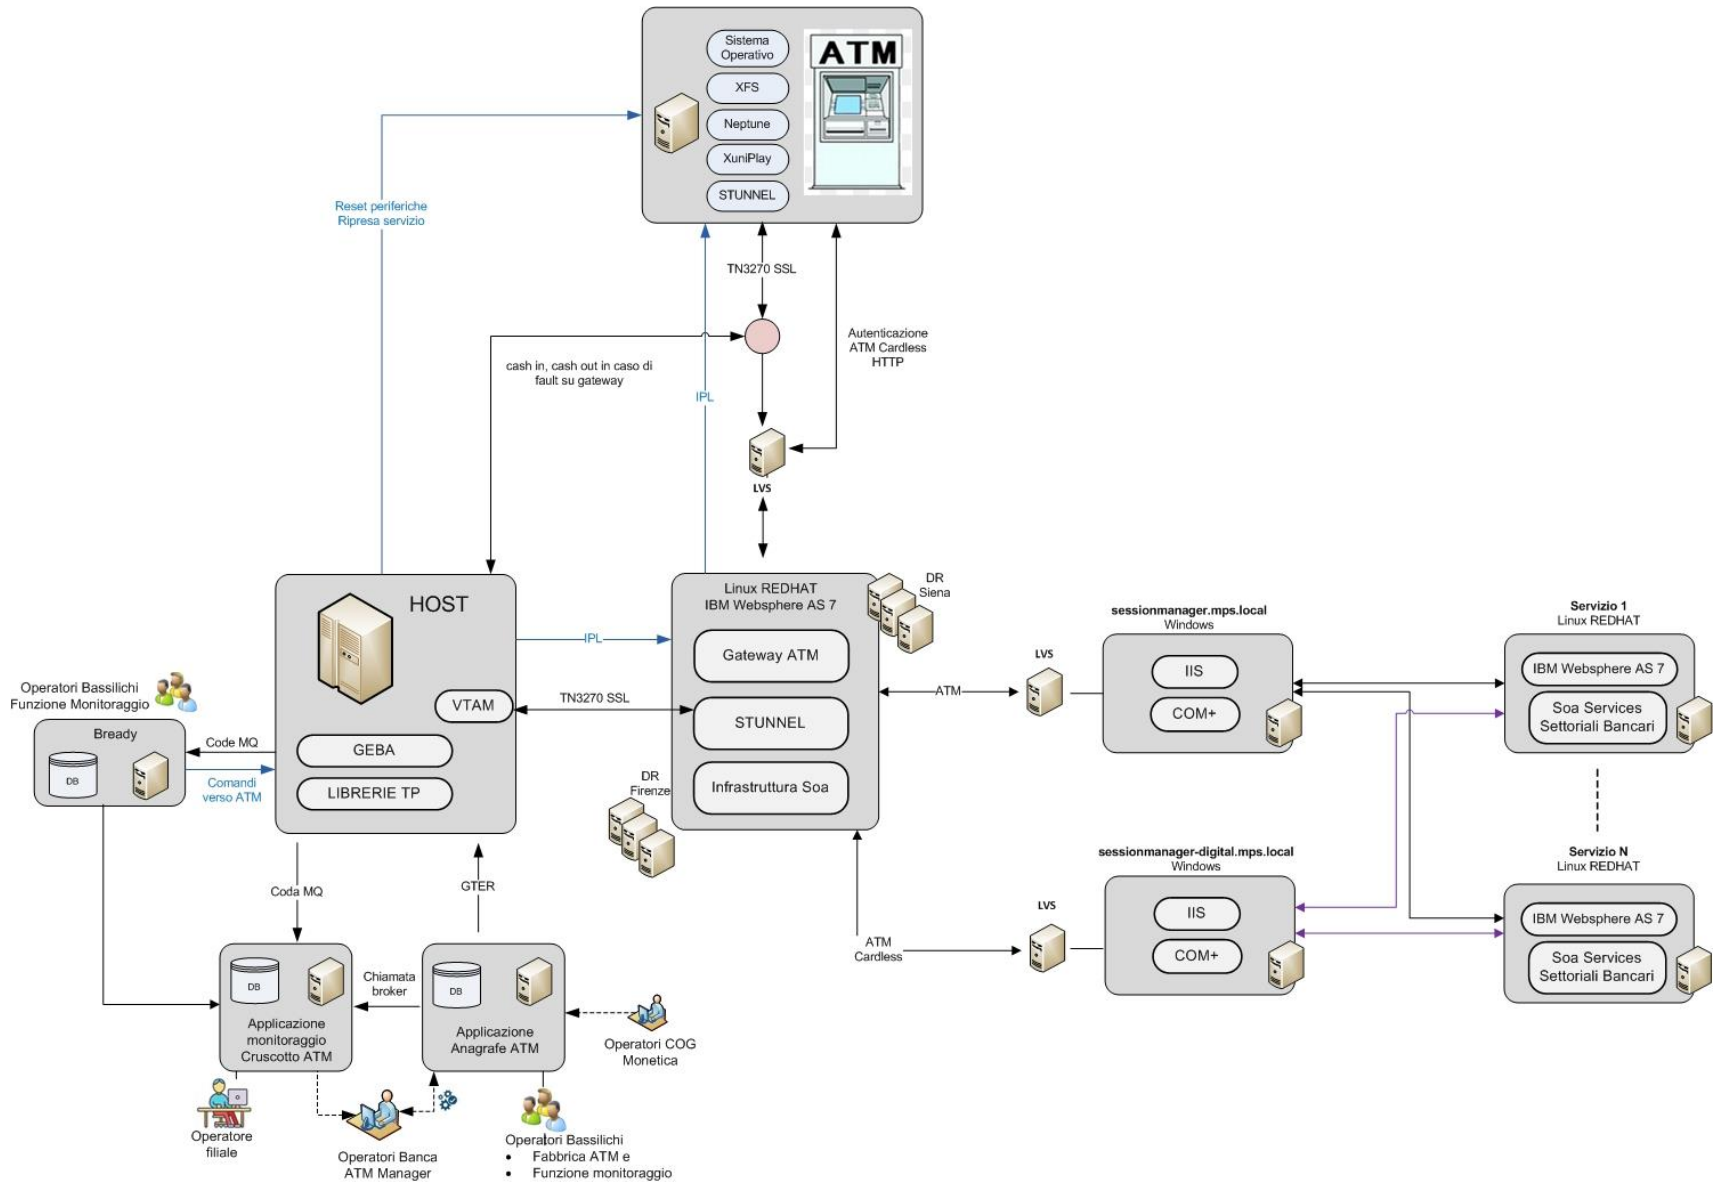 Sistema
Operativo
XFS
Neptune
XuniPlay
STUNNEL
ATM
Reset periferiche
Ripresa servizio
TN3270 SSL
Autenticazione
ATM Cardless
HTTP
cash in, cash out in caso di
fault su gateway
IPL
LVS
HOST
VTAM
GEBA
LIBRERIE TP
IPL
TN3270 SSL
Linux REDHAT
IBM Websphere AS 7
Gateway ATM
STUNNEL
Infrastruttura Soa
DR
Siena
DR
Firenze
ATM
LVS
sessionmanager.mps.local
Windows
IIS
COM+
Servizio 1
Linux REDHAT
IBM Websphere AS 7
Soa Services
Settoriali Bancari
Operatori Bassilichi
Funzione Monitoraggio
Bready
DB
Code MQ
Comandi
verso ATM
Coda MQ
GTER
ATM
Cardless
LVS
sessionmanager-digital.mps.local
Windows
IIS
COM+
Servizio N
Linux REDHAT
IBM Websphere AS 7
Soa Services
Settoriali Bancari
DB
Applicazione
monitoraggio
Cruscotto ATM
Chiamata
broker
DB
Applicazione
Anagrafe ATM
Operatori COG
Monetica
Operatore
filiale
Operatori Banca
ATM Manager
Operatori Bassilichi
• Fabbrica ATM e
• Funzione monitoraggio